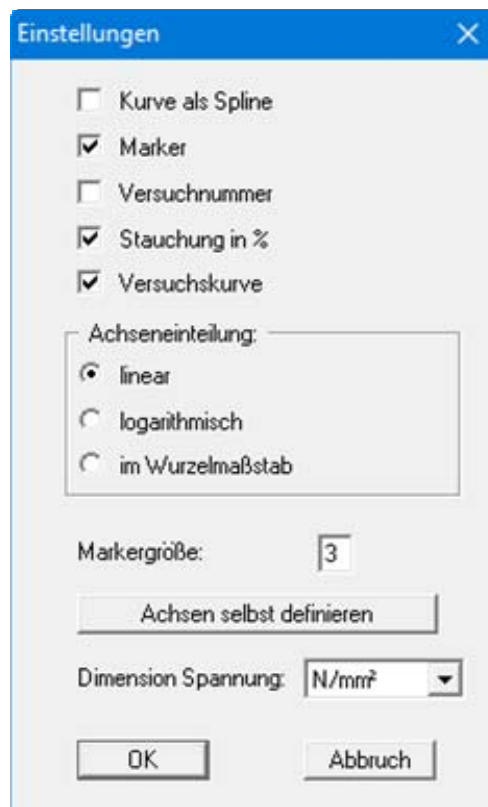 Einstellungen
Kurve als Spline
Marker
Versuchnummer
Stauchung in %
Versuchskurve
Achseneinteilung:
linear
logarithmisch
im Wurzelmaßstab
Markergröße: 3
Achsen selbst definieren
Dimension Spannung: N/mm²
OK Abbruch